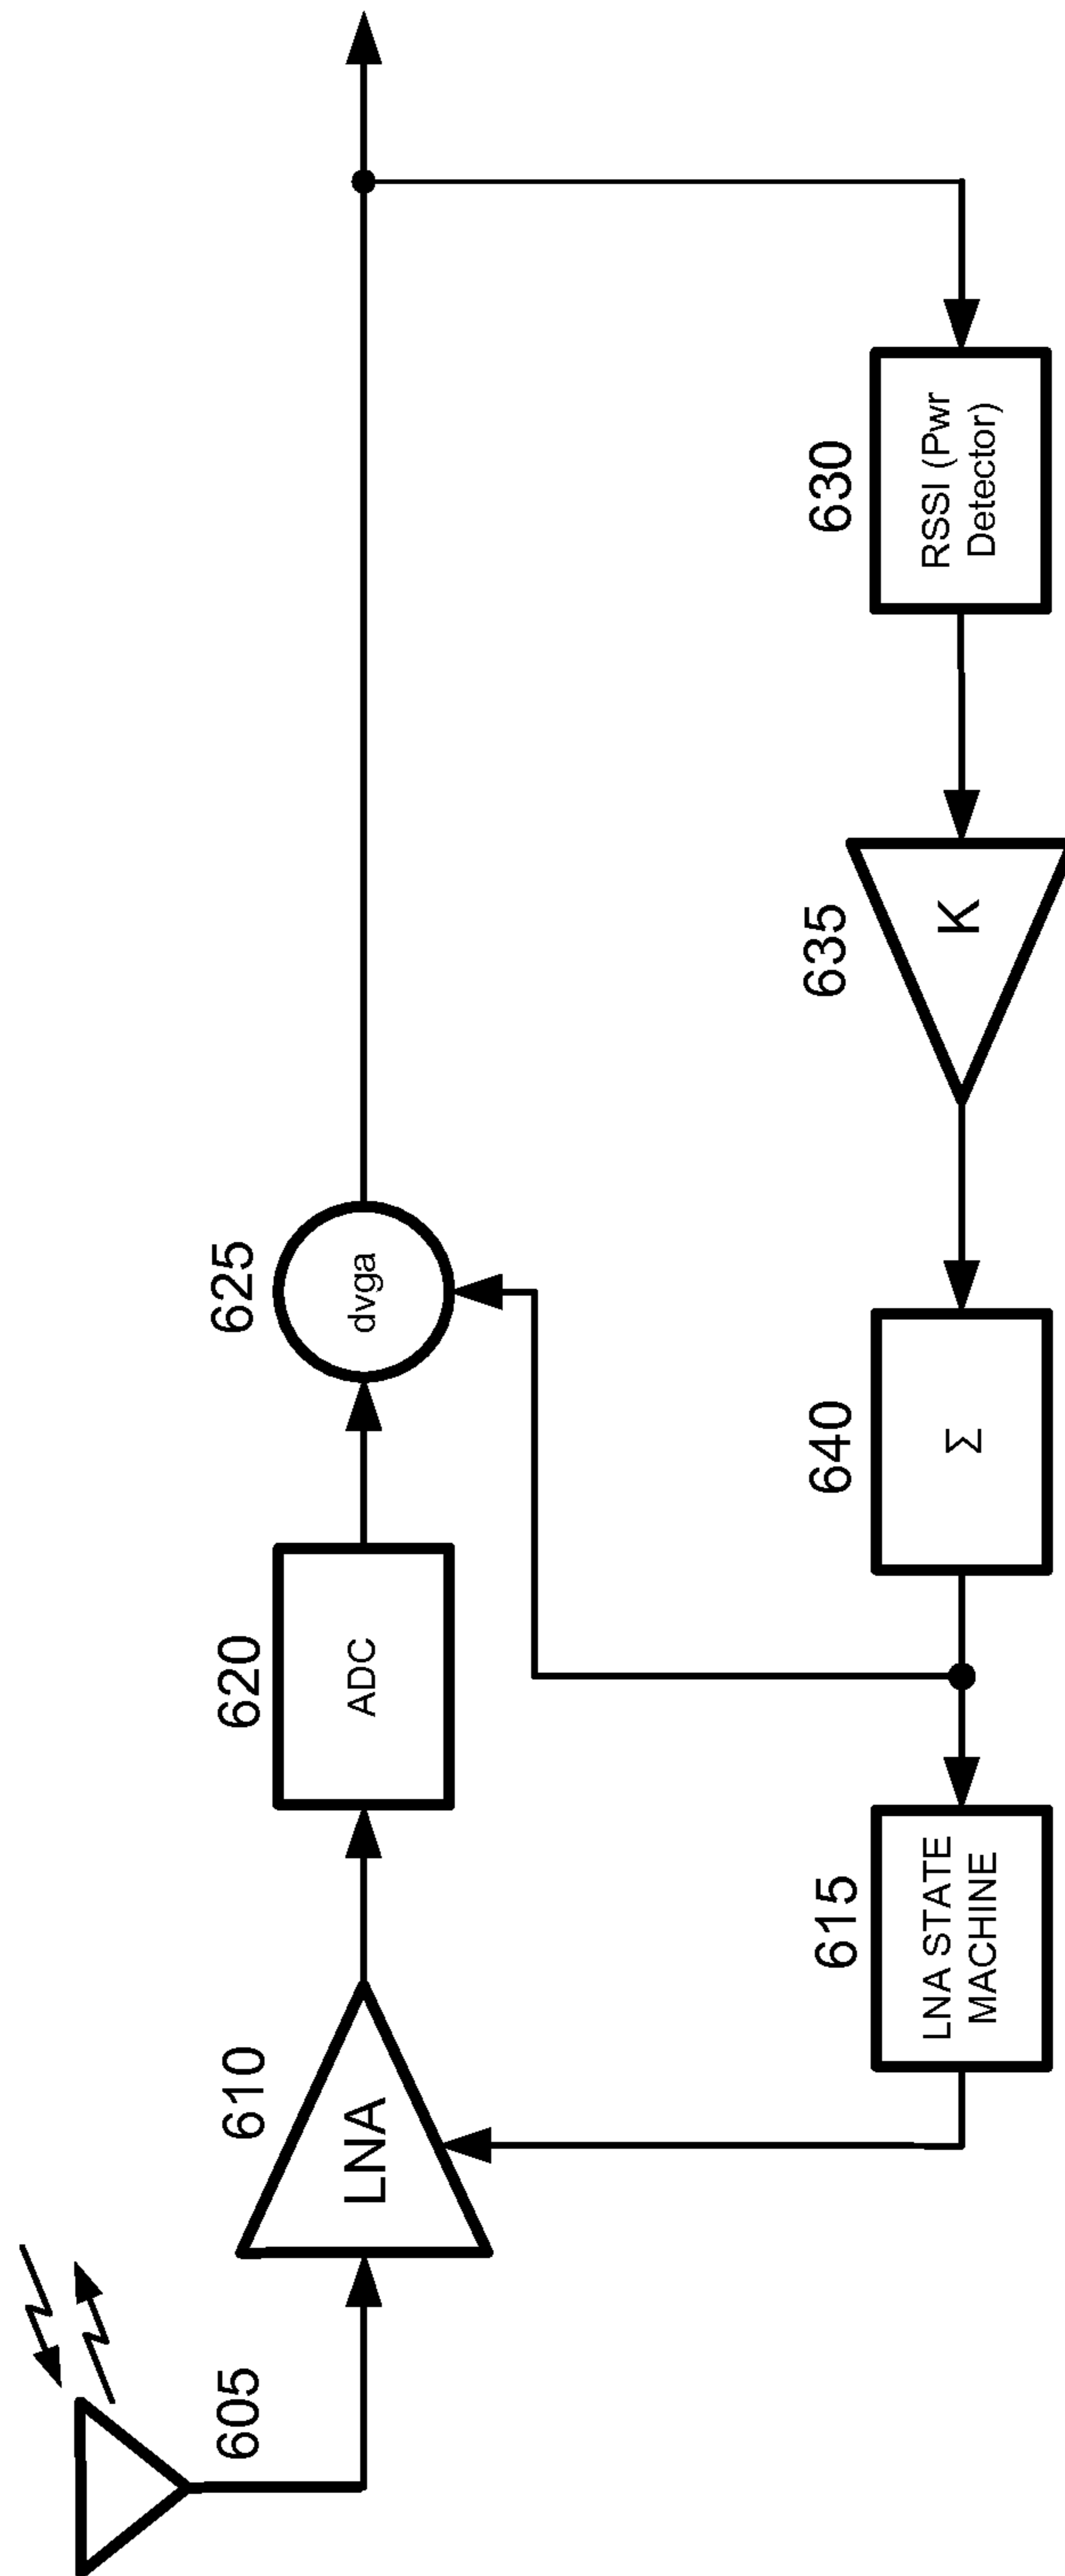 605
610
LNA
620
ADC
625
dvga
615
LNA STATE
MACHINE
640
Σ
635
K
630
RSSI (Pwr
Detector)